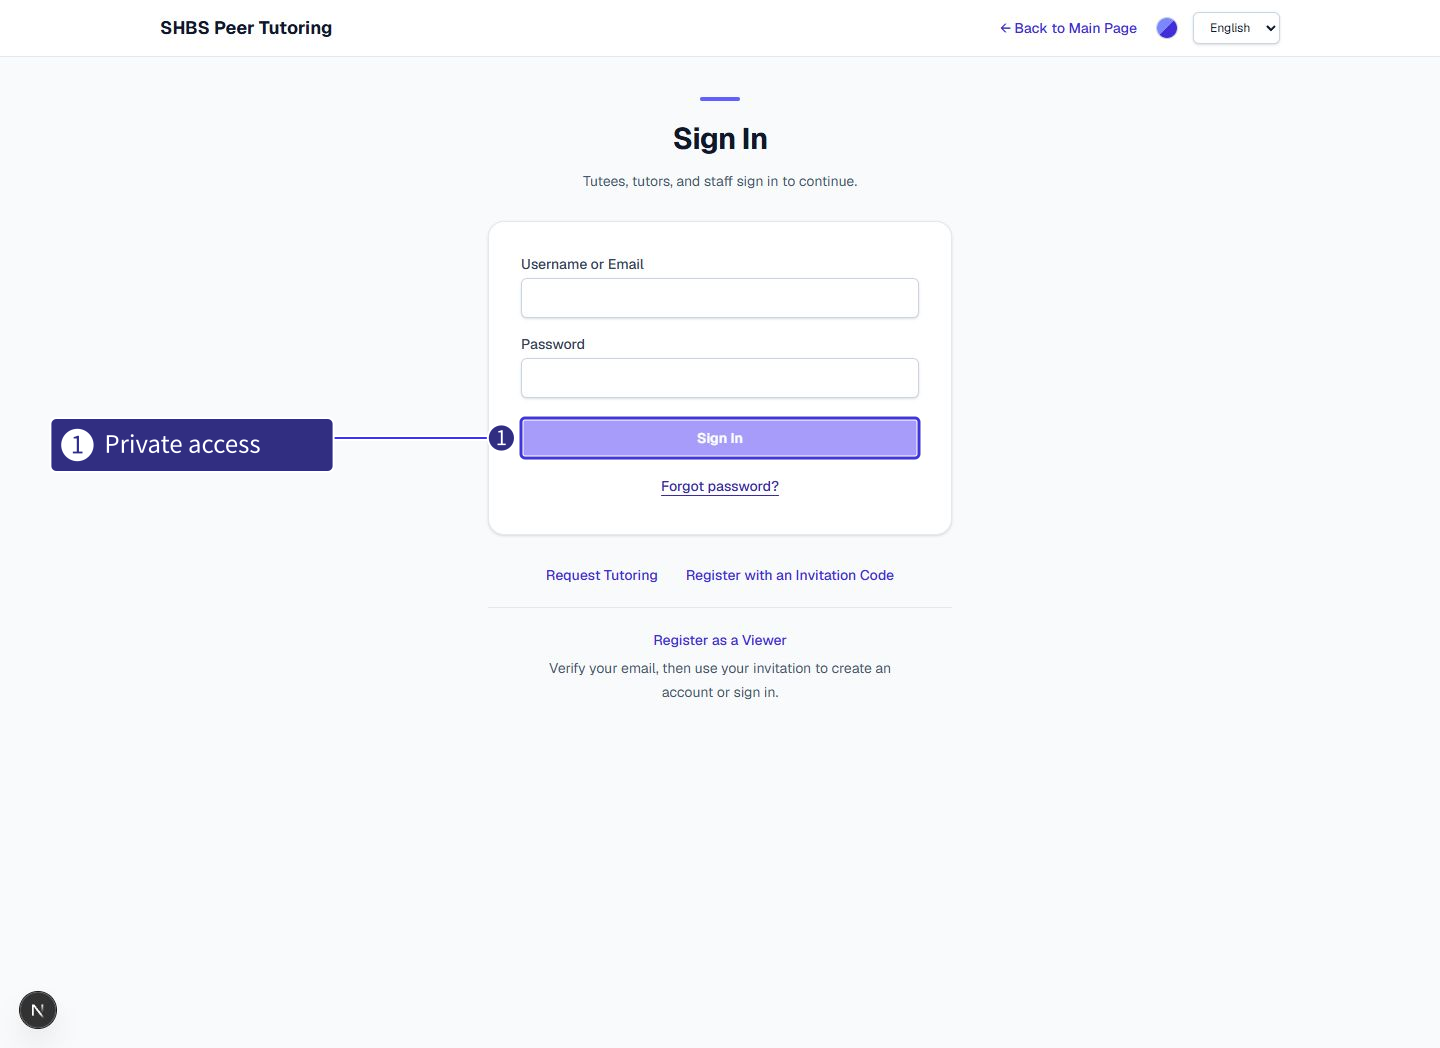 SHBS Peer Tutoring
← Back to Main Page
English
Sign In
Tutees, tutors, and staff sign in to continue.
Username or Email
Password
1 Private access
1
Sign In
Forgot password?
Request Tutoring
Register with an Invitation Code
Register as a Viewer
Verify your email, then use your invitation to create an
account or sign in.
N